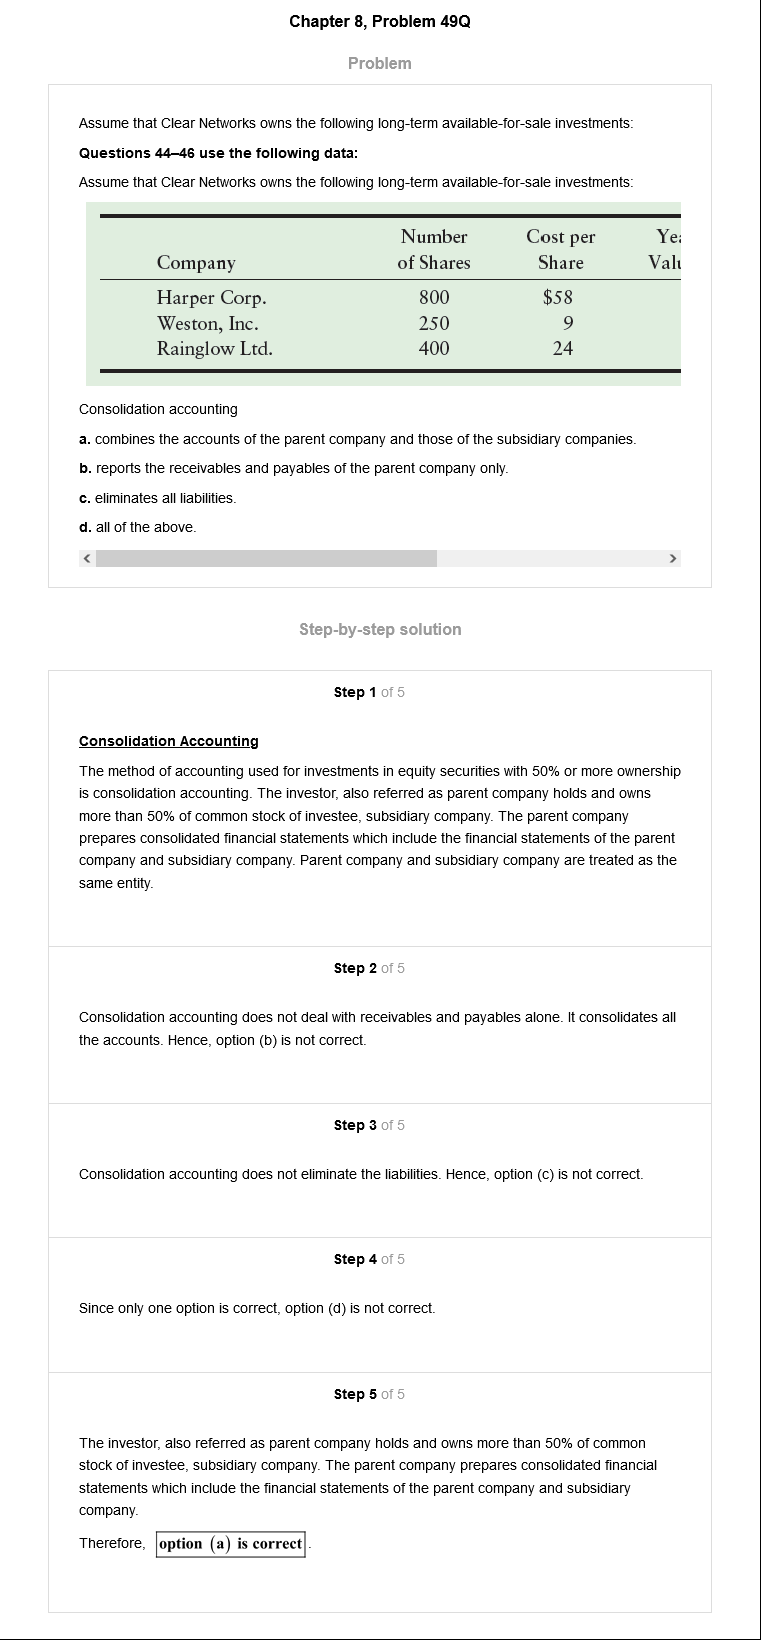 Chapter 8, Problem 49Q
Problem
Assume that Clear Networks owns the following long-term available-for-sale investments:
Questions 44–46 use the following data:
Assume that Clear Networks owns the following long-term available-for-sale investments:
Number Cost per
Company of Shares Share
Harper Corp. 800 $58
Weston, Inc. 250 9
Rainglow Ltd. 400 24
Consolidation accounting
a. combines the accounts of the parent company and those of the subsidiary companies.
b. reports the receivables and payables of the parent company only.
c. eliminates all liabilities.
d. all of the above.
Step-by-step solution
Step 1 of 5
Consolidation Accounting
The method of accounting used for investments in equity securities with 50% or more ownership
is consolidation accounting. The investor, also referred as parent company holds and owns
more than 50% of common stock of investee, subsidiary company. The parent company
prepares consolidated financial statements which include the financial statements of the parent
company and subsidiary company. Parent company and subsidiary company are treated as the
same entity.
Step 2 of 5
Consolidation accounting does not deal with receivables and payables alone. It consolidates all
the accounts. Hence, option (b) is not correct.
Step 3 of 5
Consolidation accounting does not eliminate the liabilities. Hence, option (c) is not correct.
Step 4 of 5
Since only one option is correct, option (d) is not correct.
Step 5 of 5
The investor, also referred as parent company holds and owns more than 50% of common
stock of investee, subsidiary company. The parent company prepares consolidated financial
statements which include the financial statements of the parent company and subsidiary
company.
Therefore, option (a) is correct.